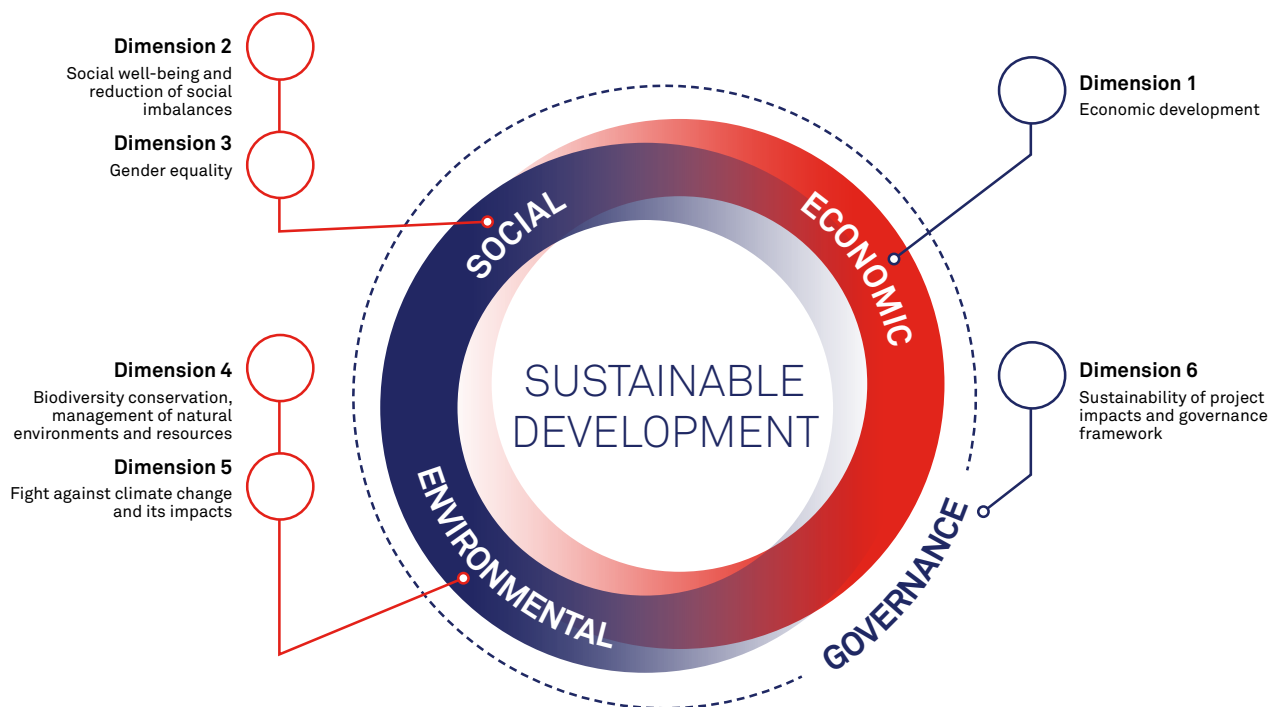 Dimension 2
Social well-being and
reduction of social
imbalances
Dimension 3
Gender equality
Dimension 1
Economic development
SOCIAL
ECONOMIC
SUSTAINABLE
DEVELOPMENT
Dimension 4
Biodiversity conservation,
management of natural
environments and resources
Dimension 5
Fight against climate change
and its impacts
Dimension 6
Sustainability of project
impacts and governance
framework
ENVIRONMENTAL
GOVERNANCE